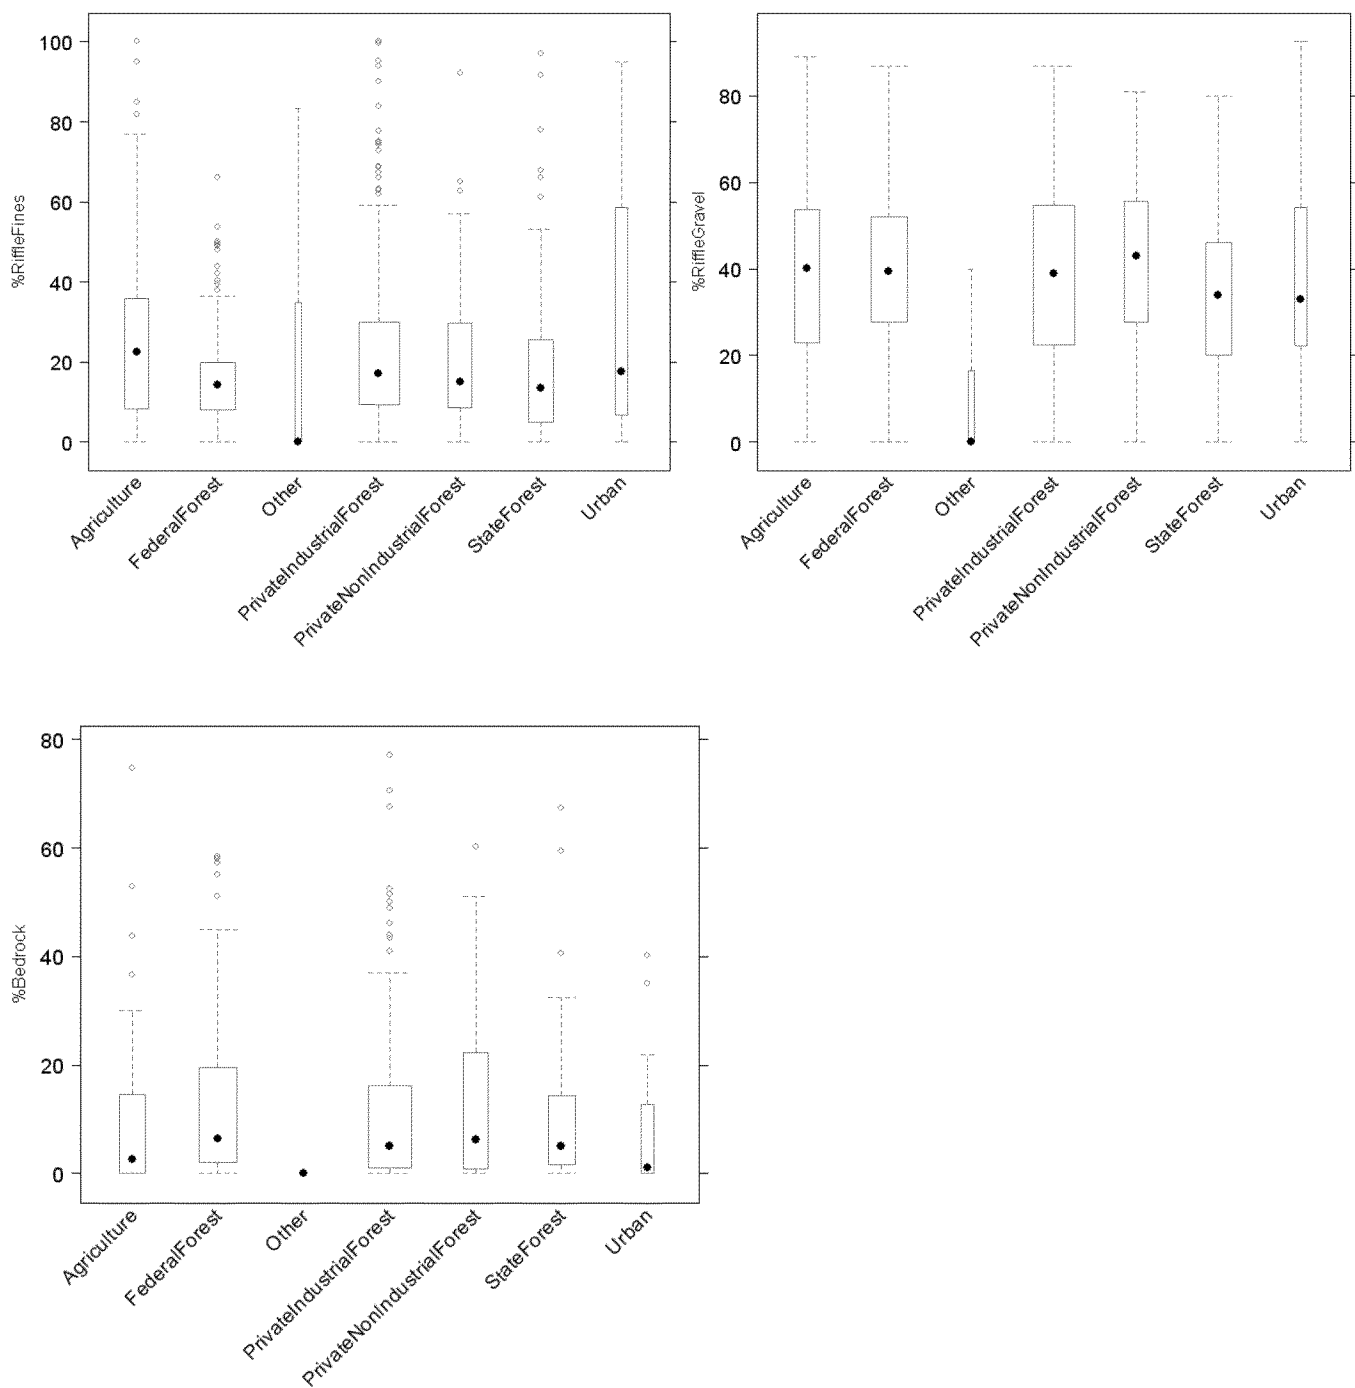 %RiffleFines
100
80
60
40
20
0
Agriculture
FederalForest
Other
PrivateIndustrialForest
PrivateNonIndustrialForest
StateForest
Urban
%RiffleGravel
80
60
40
20
0
Agriculture
FederalForest
Other
PrivateIndustrialForest
PrivateNonIndustrialForest
StateForest
Urban
%Bedrock
80
60
40
20
0
Agriculture
FederalForest
Other
PrivateIndustrialForest
PrivateNonIndustrialForest
StateForest
Urban